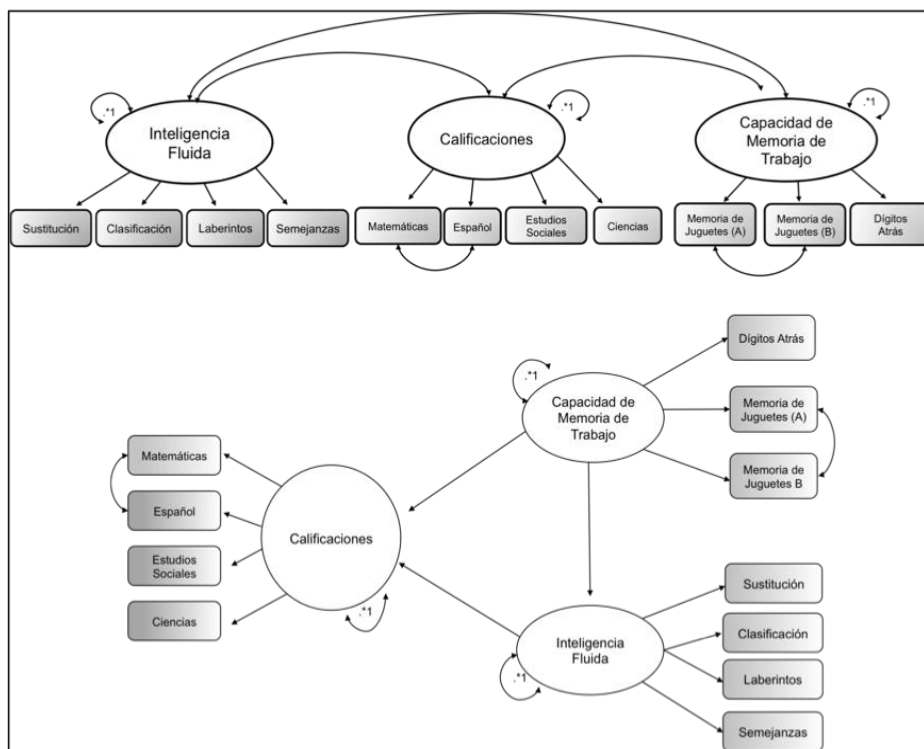 .*1
Inteligencia
Fluida
.*1
Calificaciones
.*1
Capacidad de
Memoria de
Trabajo
Sustitución
Clasificación
Laberintos
Semejanzas
Matemáticas
Español
Estudios
Sociales
Ciencias
Memoria de
Juguetes (A)
Memoria de
Juguetes (B)
Dígitos
Atrás
.*1
Capacidad de
Memoria de
Trabajo
Dígitos Atrás
Memoria de
Juguetes (A)
Memoria de
Juguetes B
Matemáticas
Español
Estudios
Sociales
Ciencias
Calificaciones
.*1
Inteligencia
Fluida
.*1
Sustitución
Clasificación
Laberintos
Semejanzas